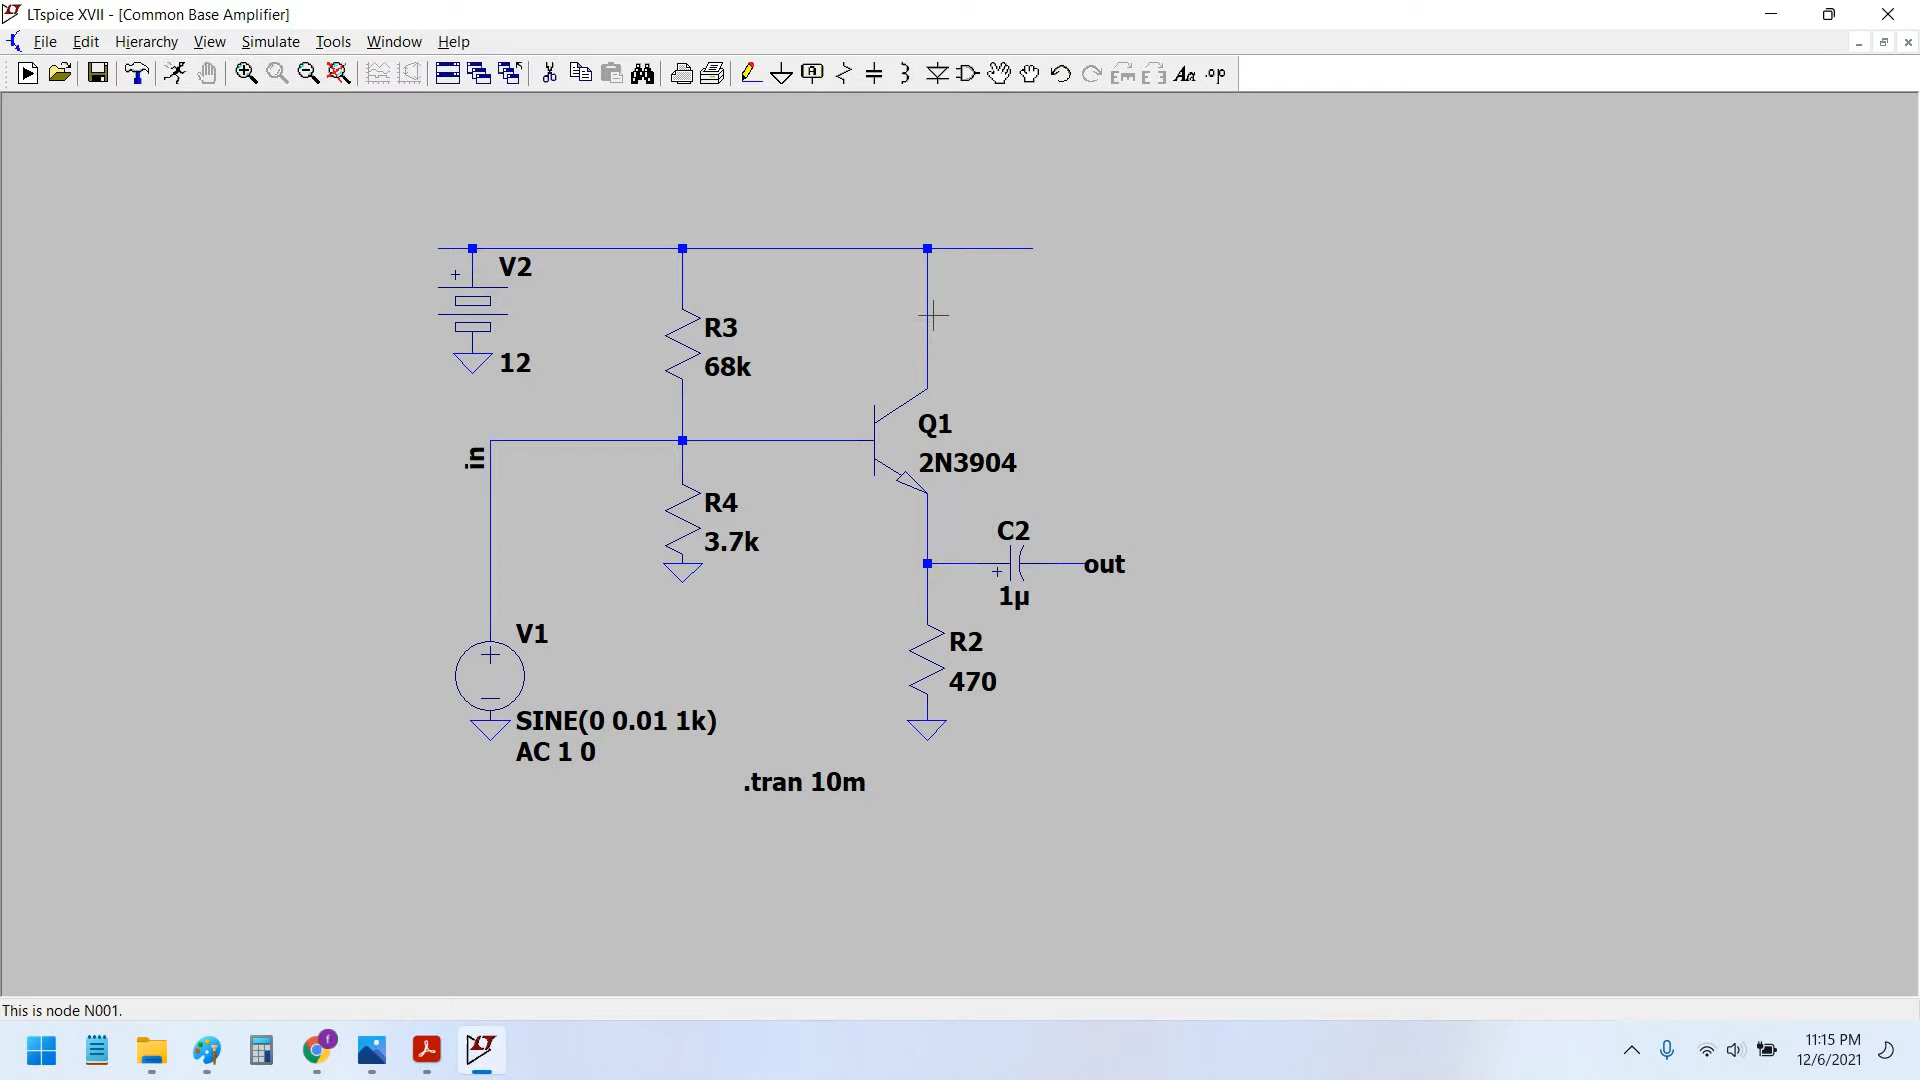 LTspice XVII - [Common Base Amplifier]
File Edit Hierarchy View Simulate Tools Window Help
Aa .op
V2
12
R3
68k
in
R4
3.7k
Q1
2N3904
C2
1µ
out
R2
470
V1
SINE(0 0.01 1k)
AC 1 0
.tran 10m
This is node N001.
11:15 PM
12/6/2021